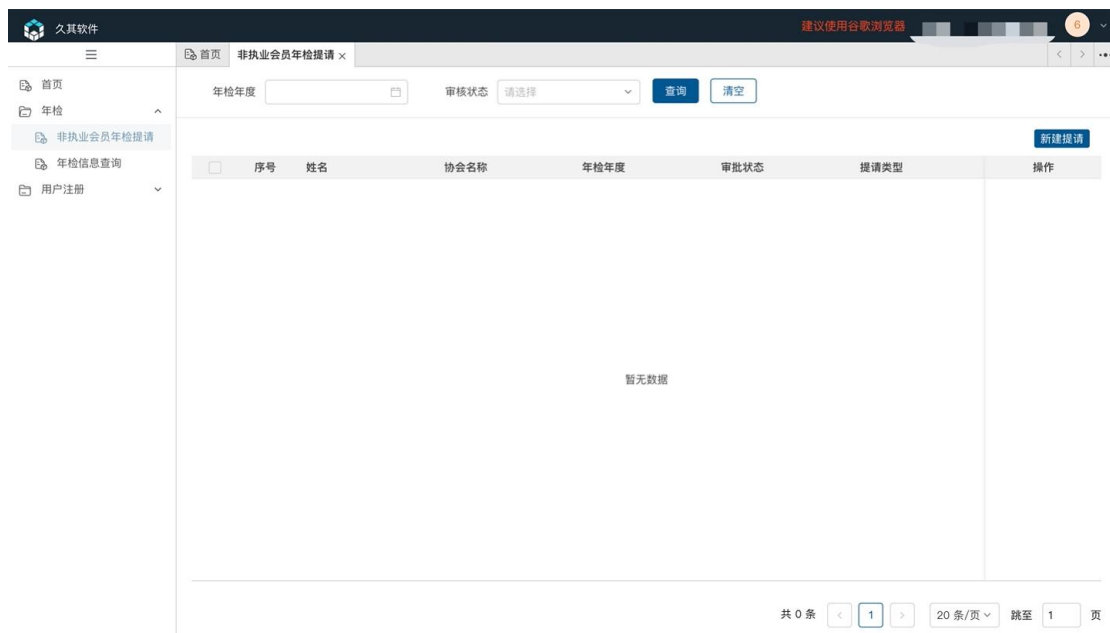 久其软件 建议使用谷歌浏览器 6
首页 非执业会员年检提请 ×
首页
年检
非执业会员年检提请
年检信息查询
用户注册
年检年度 审核状态 请选择 查询 清空
新建提请
序号 姓名 协会名称 年检年度 审批状态 提请类型 操作
暂无数据
共 0 条 < 1 > 20 条/页 跳至 1 页